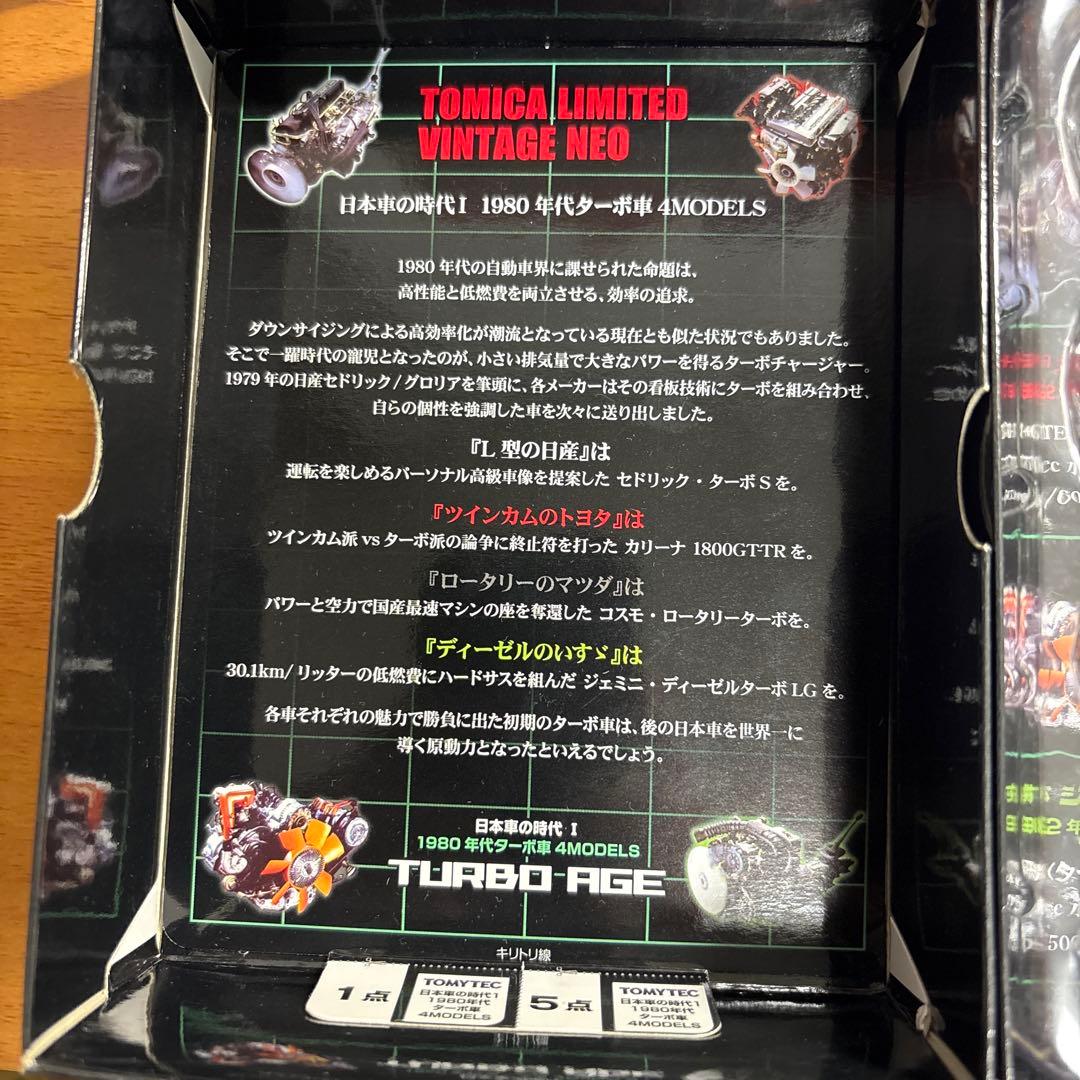 TOMICA LIMITED
VINTAGE NEO
日本車の時代Ⅰ 1980年代ターボ車 4MODELS
1980年代の自動車界に課せられた命題は、
高性能と低燃費を両立させる、効率の追求。
ダウンサイジングによる高効率化が潮流となっている現在とも似た状況でもありました。
そこで一躍時代の寵児となったのが、小さい排気量で大きなパワーを得るターボチャージャー。
1979年の日産セドリック/グロリアを筆頭に、各メーカーはその看板技術にターボを組み合わせ、
自らの個性を強調した車を次々に送り出しました。
『L型の日産』は
運転を楽しめるパーソナル高級車像を提案した セドリック・ターボSを。
『ツインカムのトヨタ』は
ツインカム派vsターボ派の論争に終止符を打った カリーナ 1800GT-TRを。
『ロータリーのマツダ』は
パワーと空力で国産最速マシンの座を奪還した コスモ・ロータリーターボを。
『ディーゼルのいすゞ』は
30.1km/リッターの低燃費にハードサスを組んだ ジェミニ・ディーゼルターボLGを。
各車それぞれの魅力で勝負に出た初期のターボ車は、後の日本車を世界一に
導く原動力となったといえるでしょう。
日本車の時代 Ⅰ
1980年代ターボ車 4MODELS
TURBO AGE
キリトリ線
1点
TOMYTEC
日本車の時代1
1980年代
ターボ車
4MODELS
5点
TOMYTEC
日本車の時代1
1980年代
ターボ車
4MODELS